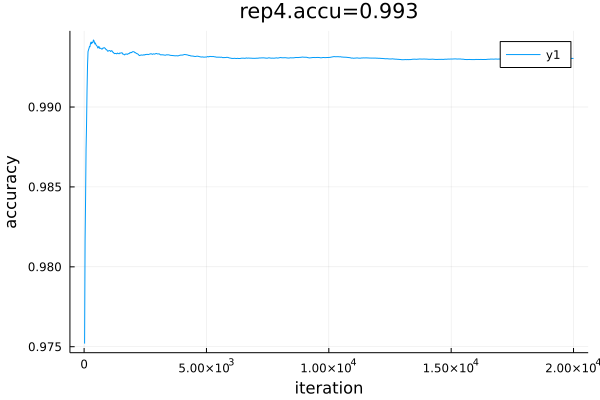 rep4.accu=0.993
y1
0.990
0.985
0.980
0.975
accuracy
0
5.00×10³
1.00×10⁴
1.50×10⁴
2.00×10⁴
iteration